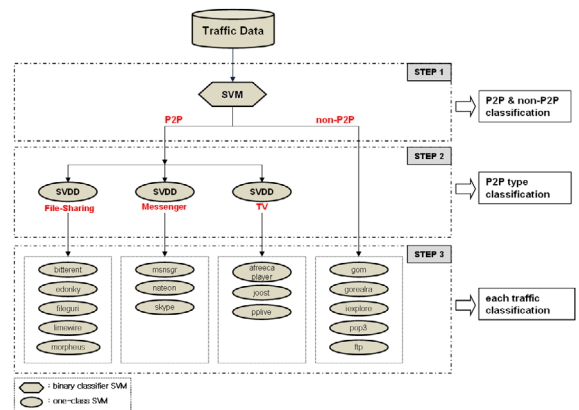 Traffic Data
STEP 1
SVM
P2P & non-P2P
classification
P2P
non-P2P
STEP 2
SVDD
SVDD
SVDD
File-Sharing
Messenger
TV
P2P type
classification
STEP 3
bitterent
edonky
fileguri
limewire
morpheus
msnsgr
nateon
skype
afreeca
player
joost
pplive
gom
gorealra
iexplore
pop3
ftp
each traffic
classification
: binary classifier SVM
: one-class SVM